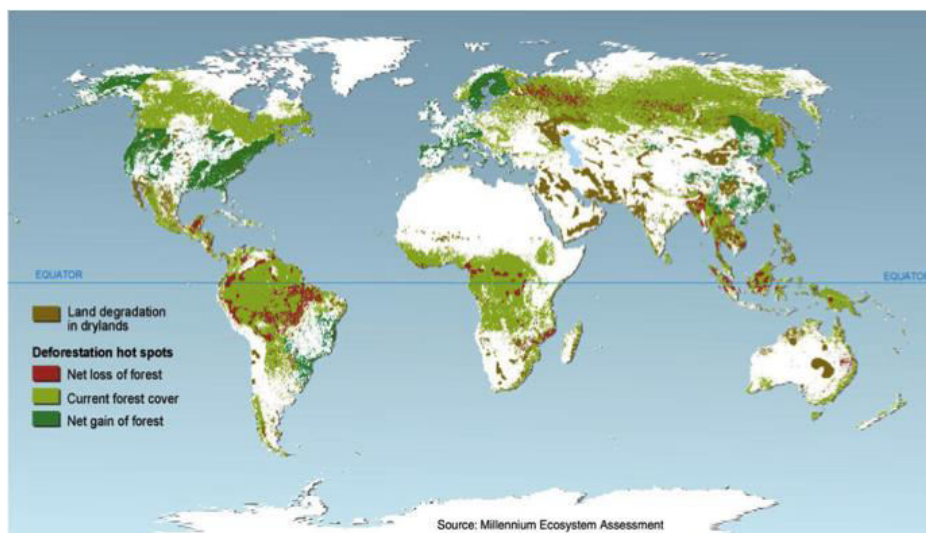 EQUATOR
EQUATOR
Land degradation
in drylands
Deforestation hot spots
Net loss of forest
Current forest cover
Net gain of forest
Source: Millennium Ecosystem Assessment